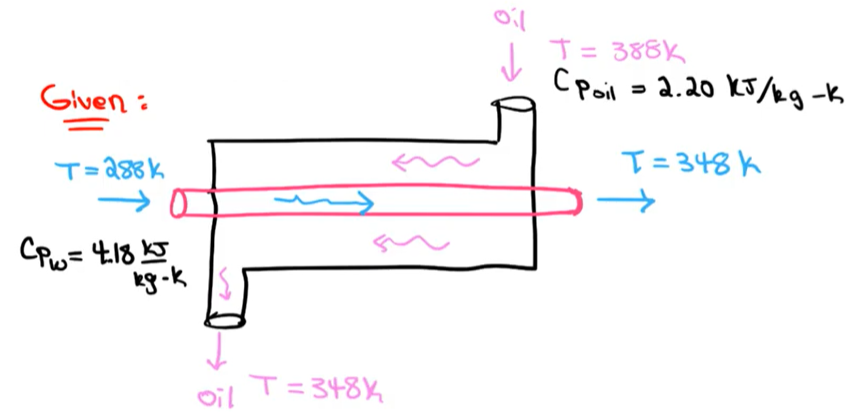 Oil
T = 388K
CPoil = 2.20 KJ/kg-K
Given:
T=288K
T=348K
CPw = 4.18 KJ/kg-K
Oil T=348K